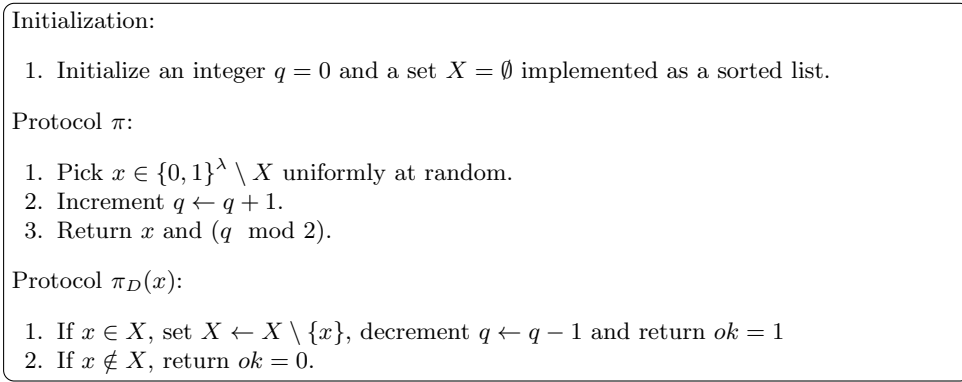 Initialization:
1. Initialize an integer q = 0 and a set X = ∅ implemented as a sorted list.
Protocol π:
1. Pick x ∈ {0, 1}^λ \ X uniformly at random.
2. Increment q ← q + 1.
3. Return x and (q mod 2).
Protocol π_D(x):
1. If x ∈ X, set X ← X \ {x}, decrement q ← q − 1 and return ok = 1
2. If x ∉ X, return ok = 0.